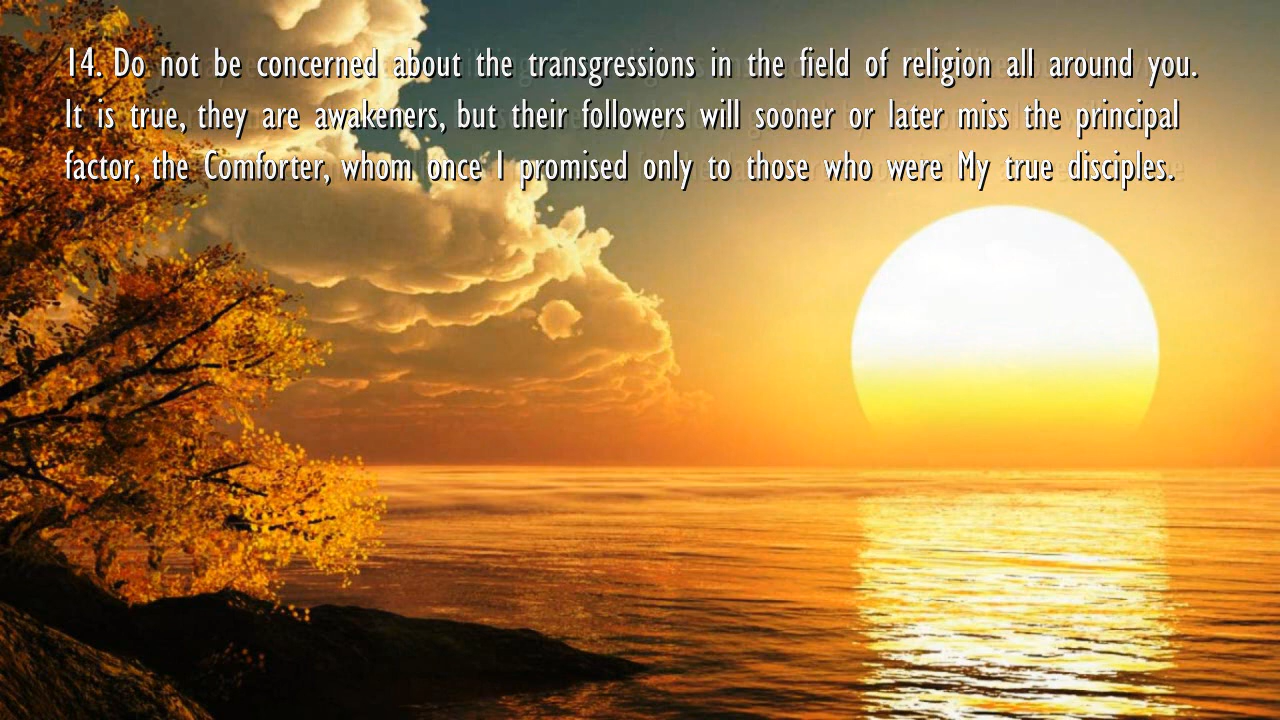 14. Do not be concerned about the transgressions in the field of religion all around you.
It is true, they are awakeners, but their followers will sooner or later miss the principal
factor, the Comforter, whom once I promised only to those who were My true disciples.